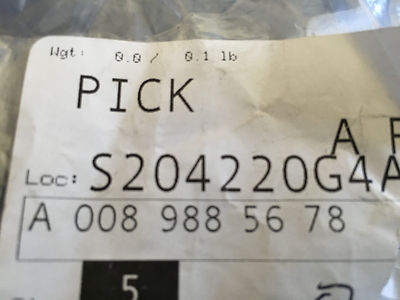 Wgt: 0.0/ 0.1 lb
PICK
A
Loc: S204220G4A
A 008 988 56 78
5